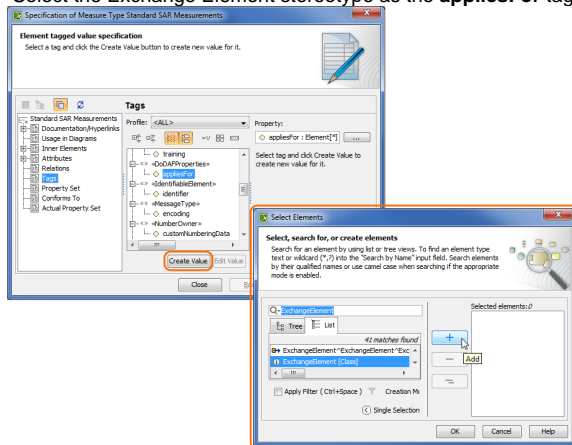 Select the Exchange Element stereotype as the appliesFor tag
Specification of Measure Type Standard SAR Measurements
Element tagged value specification
Select a tag and click the Create Value button to create new value for it.
Tags
Standard SAR Measurements
Documentation/Hyperlinks
Usage in Diagrams
Inner Elements
Attributes
Relations
Tags
Property Set
Conforms To
Actual Property Set
Profile: <ALL>
training
«DoDAFProperties»
appliesFor
«IdentifiableElement»
identifier
«MessageType»
encoding
«NumberOwner»
customNumberingData
Property:
appliesFor : Element[*] ...
Select tag and click Create Value to
create new value for it.
Create Value Edit Value
Close
Select Elements
Select, search for, or create elements
Search for an element by using list or tree views. To find an element type
text or wildcard (*,?) into the "Search by Name" input field. Search elements
by their qualified names or use camel case when searching if the appropriate
mode is enabled.
ExchangeElement
Tree List
41 matches found
ExchangeElement^ExchangeElement^Exc
ExchangeElement [Class]
Apply Filter (Ctrl+Space) Creation Mo
Single Selection
Selected elements:0
Add
OK Cancel Help